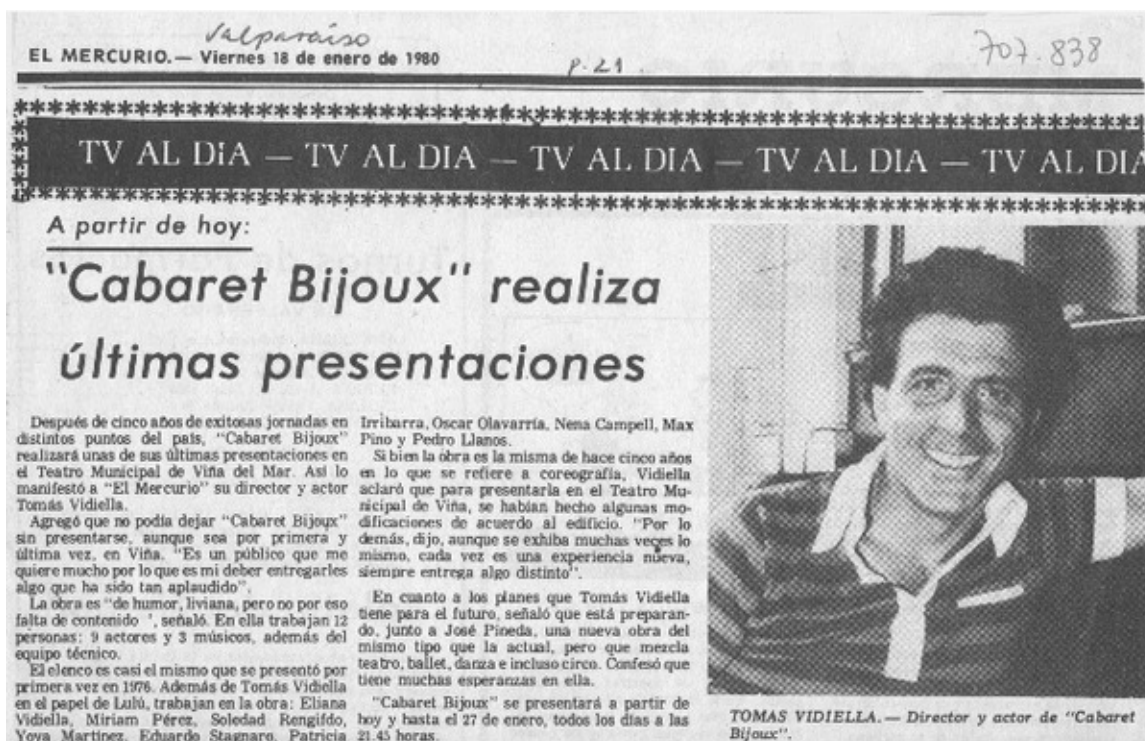 Valparaíso
EL MERCURIO.— Viernes 18 de enero de 1980
p. 21
707.838
TV AL DiA — TV AL DIA — TV AL DIA — TV AL DIA — TV AL DIA
A partir de hoy:
"Cabaret Bijoux" realiza
últimas presentaciones
Después de cinco años de exitosas jornadas en
distintos puntos del país, "Cabaret Bijoux"
realizará unas de sus últimas presentaciones en
el Teatro Municipal de Viña del Mar. Así lo
manifestó a "El Mercurio" su director y actor
Tomás Vidiella.
Agregó que no podía dejar "Cabaret Bijoux"
sin presentarse, aunque sea por primera y
última vez, en Viña. "Es un público que me
quiere mucho por lo que es mi deber entregarles
algo que ha sido tan aplaudido".
La obra es "de humor, liviana, pero no por eso
falta de contenido ', señaló. En ella trabajan 12
personas: 9 actores y 3 músicos, además del
equipo técnico.
El elenco es casi el mismo que se presentó por
primera vez en 1976. Además de Tomás Vidiella
en el papel de Lulú, trabajan en la obra: Eliana
Vidiella, Miriam Pérez, Soledad Rengifdo,
Yoya Martínez, Eduardo Stagnaro, Patricia
Irribarra, Oscar Olavarría, Nena Campell, Max
Pino y Pedro Llanos.
Si bien la obra es la misma de hace cinco años
en lo que se refiere a coreografía, Vidiella
aclaró que para presentarla en el Teatro Mu-
nicipal de Viña, se habían hecho algunas mo-
dificaciones de acuerdo al edificio. "Por lo
demás, dijo, aunque se exhiba muchas veces lo
mismo, cada vez es una experiencia nueva,
siempre entrega algo distinto".
En cuanto a los planes que Tomás Vidiella
tiene para el futuro, señaló que está preparan-
do, junto a José Pineda, una nueva obra del
mismo tipo que la actual, pero que mezcla
teatro, ballet, danza e incluso circo. Confesó que
tiene muchas esperanzas en ella.
"Cabaret Bijoux" se presentará a partir de
hoy y hasta el 27 de enero, todos los días a las
21.45 horas.
TOMAS VIDIELLA.— Director y actor de "Cabaret
Bijoux".